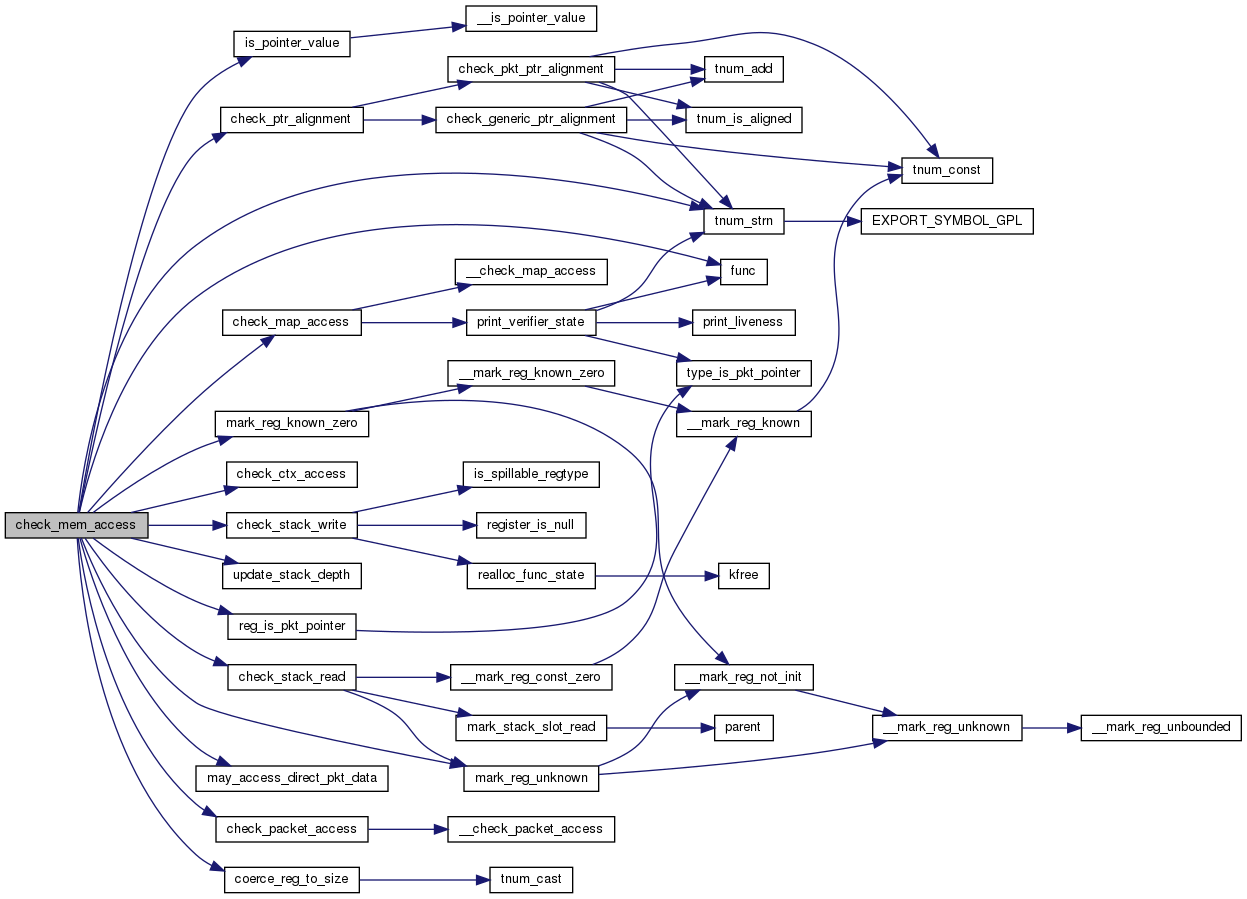 __is_pointer_value
is_pointer_value
check_pkt_ptr_alignment
tnum_add
check_ptr_alignment
check_generic_ptr_alignment
tnum_is_aligned
tnum_const
tnum_strn
EXPORT_SYMBOL_GPL
__check_map_access
func
check_map_access
print_verifier_state
print_liveness
__mark_reg_known_zero
type_is_pkt_pointer
mark_reg_known_zero
__mark_reg_known
check_ctx_access
is_spillable_regtype
check_mem_access
check_stack_write
register_is_null
update_stack_depth
realloc_func_state
kfree
reg_is_pkt_pointer
check_stack_read
__mark_reg_const_zero
__mark_reg_not_init
mark_stack_slot_read
parent
__mark_reg_unknown
__mark_reg_unbounded
may_access_direct_pkt_data
mark_reg_unknown
check_packet_access
__check_packet_access
coerce_reg_to_size
tnum_cast